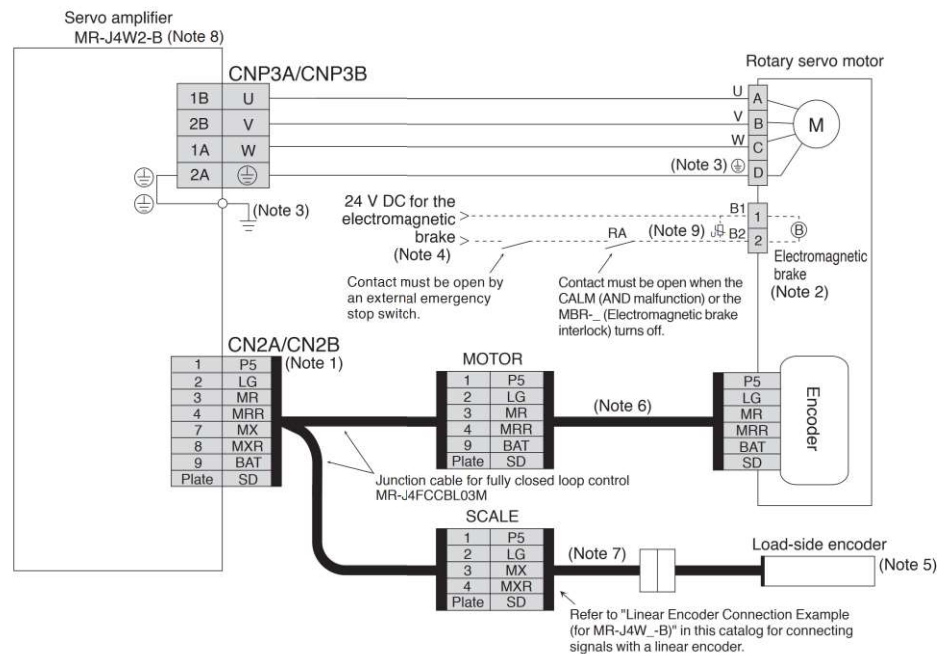 Servo amplifier
MR-J4W2-B (Note 8)
CNP3A/CNP3B
1B U
2B V
1A W
2A
(Note 3)
Rotary servo motor
U A
V B
W C
(Note 3) D
M
24 V DC for the
electromagnetic
brake
(Note 4)
RA
(Note 9)
B1 1
B2 2
B
Electromagnetic
brake
(Note 2)
Contact must be open by
an external emergency
stop switch.
Contact must be open when the
CALM (AND malfunction) or the
MBR-_ (Electromagnetic brake
interlock) turns off.
CN2A/CN2B
(Note 1)
1 P5
2 LG
3 MR
4 MRR
7 MX
8 MXR
9 BAT
Plate SD
MOTOR
1 P5
2 LG
3 MR
4 MRR
9 BAT
Plate SD
(Note 6)
P5
LG
MR
MRR
BAT
SD
Encoder
Junction cable for fully closed loop control
MR-J4FCCBL03M
SCALE
1 P5
2 LG
3 MX
4 MXR
Plate SD
(Note 7)
Load-side encoder
(Note 5)
Refer to "Linear Encoder Connection Example
(for MR-J4W_-B)" in this catalog for connecting
signals with a linear encoder.